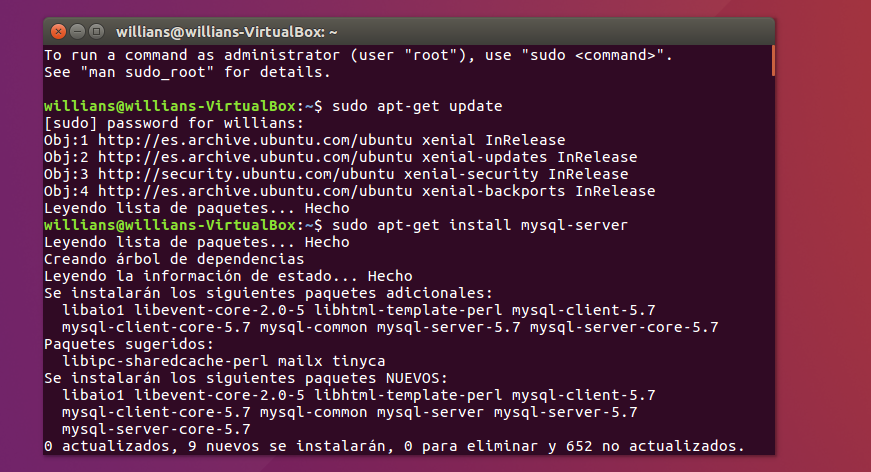 willians@willians-VirtualBox: ~
To run a command as administrator (user "root"), use "sudo <command>".
See "man sudo_root" for details.
willians@willians-VirtualBox:~$ sudo apt-get update
[sudo] password for willians:
Obj:1 http://es.archive.ubuntu.com/ubuntu xenial InRelease
Obj:2 http://es.archive.ubuntu.com/ubuntu xenial-updates InRelease
Obj:3 http://security.ubuntu.com/ubuntu xenial-security InRelease
Obj:4 http://es.archive.ubuntu.com/ubuntu xenial-backports InRelease
Leyendo lista de paquetes... Hecho
willians@willians-VirtualBox:~$ sudo apt-get install mysql-server
Leyendo lista de paquetes... Hecho
Creando árbol de dependencias
Leyendo la información de estado... Hecho
Se instalarán los siguientes paquetes adicionales:
  libaio1 libevent-core-2.0-5 libhtml-template-perl mysql-client-5.7
  mysql-client-core-5.7 mysql-common mysql-server-5.7 mysql-server-core-5.7
Paquetes sugeridos:
  libipc-sharedcache-perl mailx tinyca
Se instalarán los siguientes paquetes NUEVOS:
  libaio1 libevent-core-2.0-5 libhtml-template-perl mysql-client-5.7
  mysql-client-core-5.7 mysql-common mysql-server mysql-server-5.7
  mysql-server-core-5.7
0 actualizados, 9 nuevos se instalarán, 0 para eliminar y 652 no actualizados.